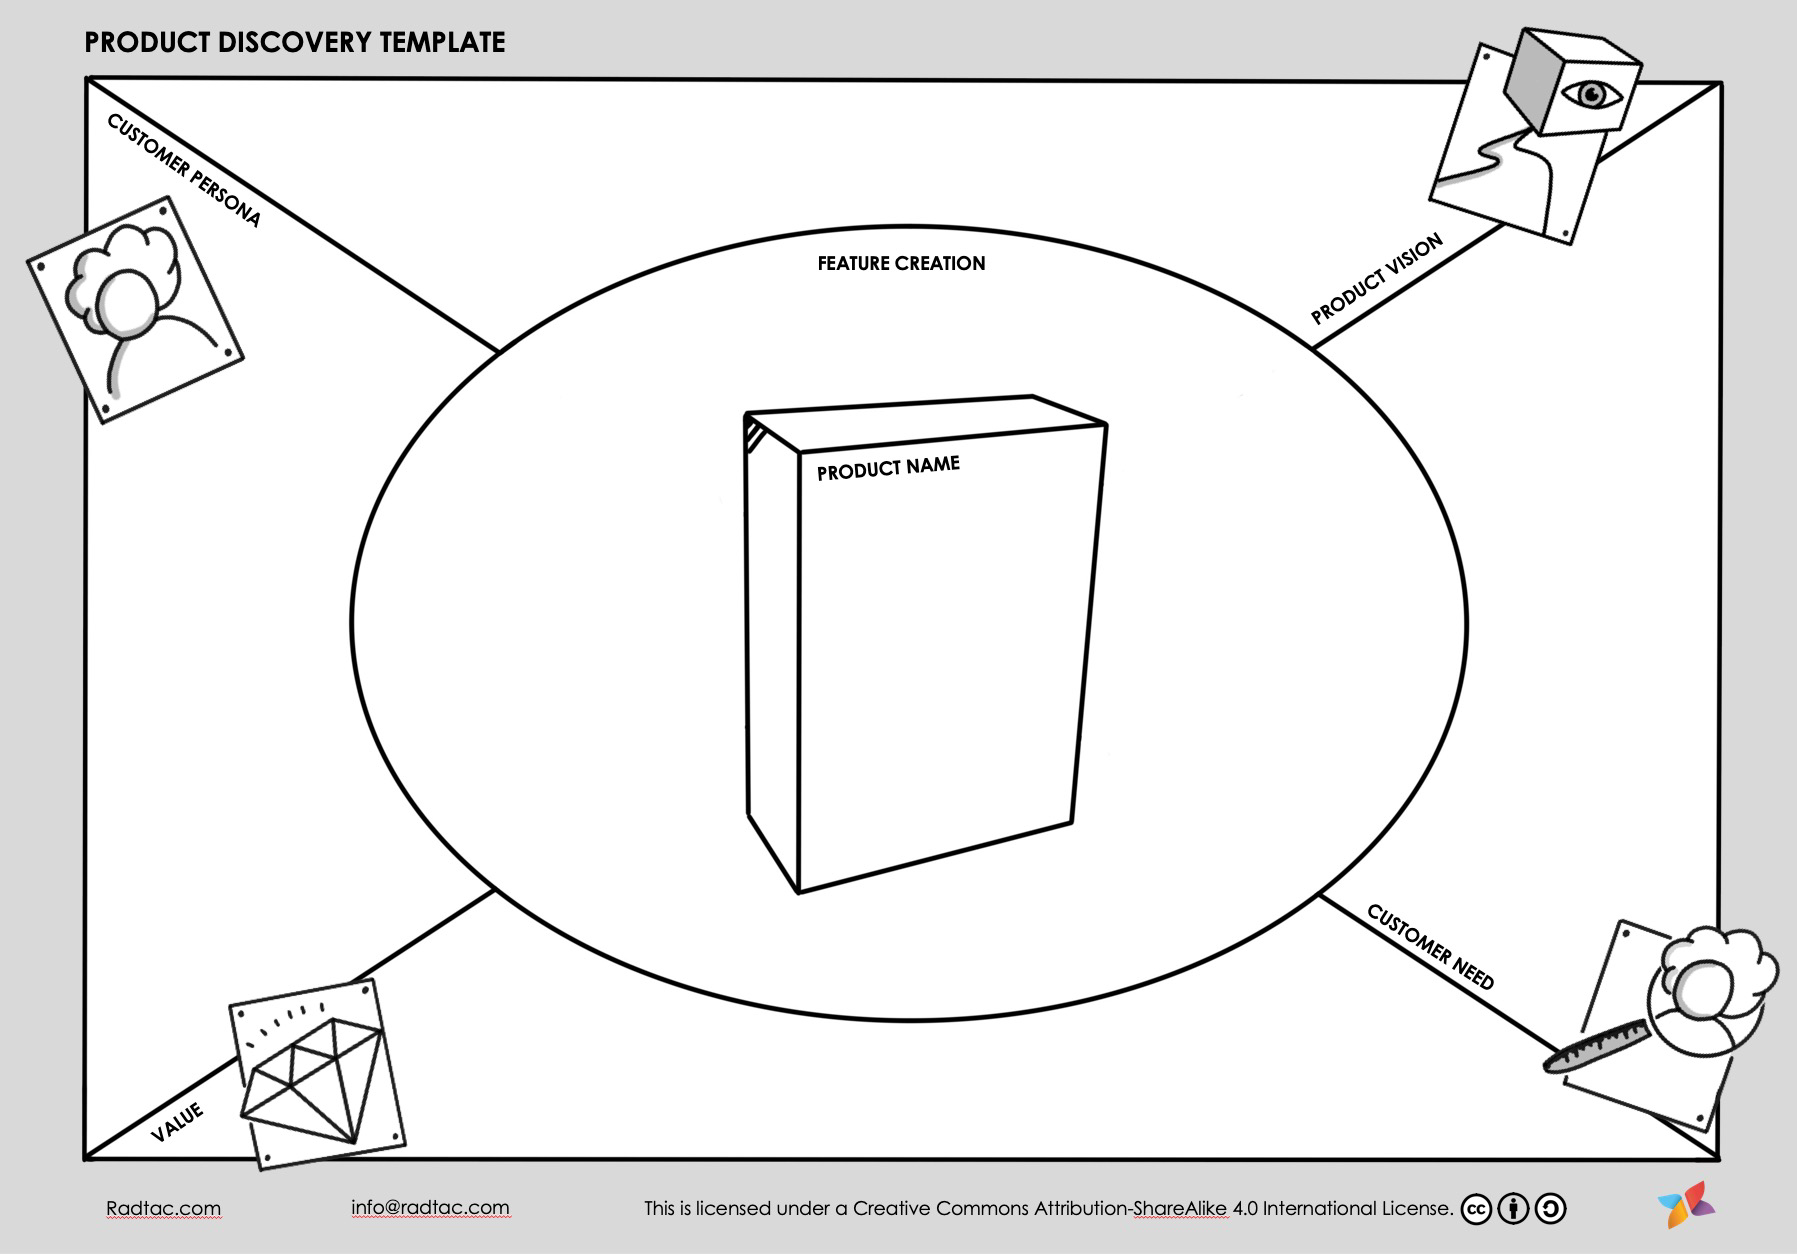 PRODUCT DISCOVERY TEMPLATE
CUSTOMER PERSONA
FEATURE CREATION
PRODUCT VISION
PRODUCT NAME
CUSTOMER NEED
VALUE
Radtac.com
info@radtac.com
This is licensed under a Creative Commons Attribution-ShareAlike 4.0 International License.
cc